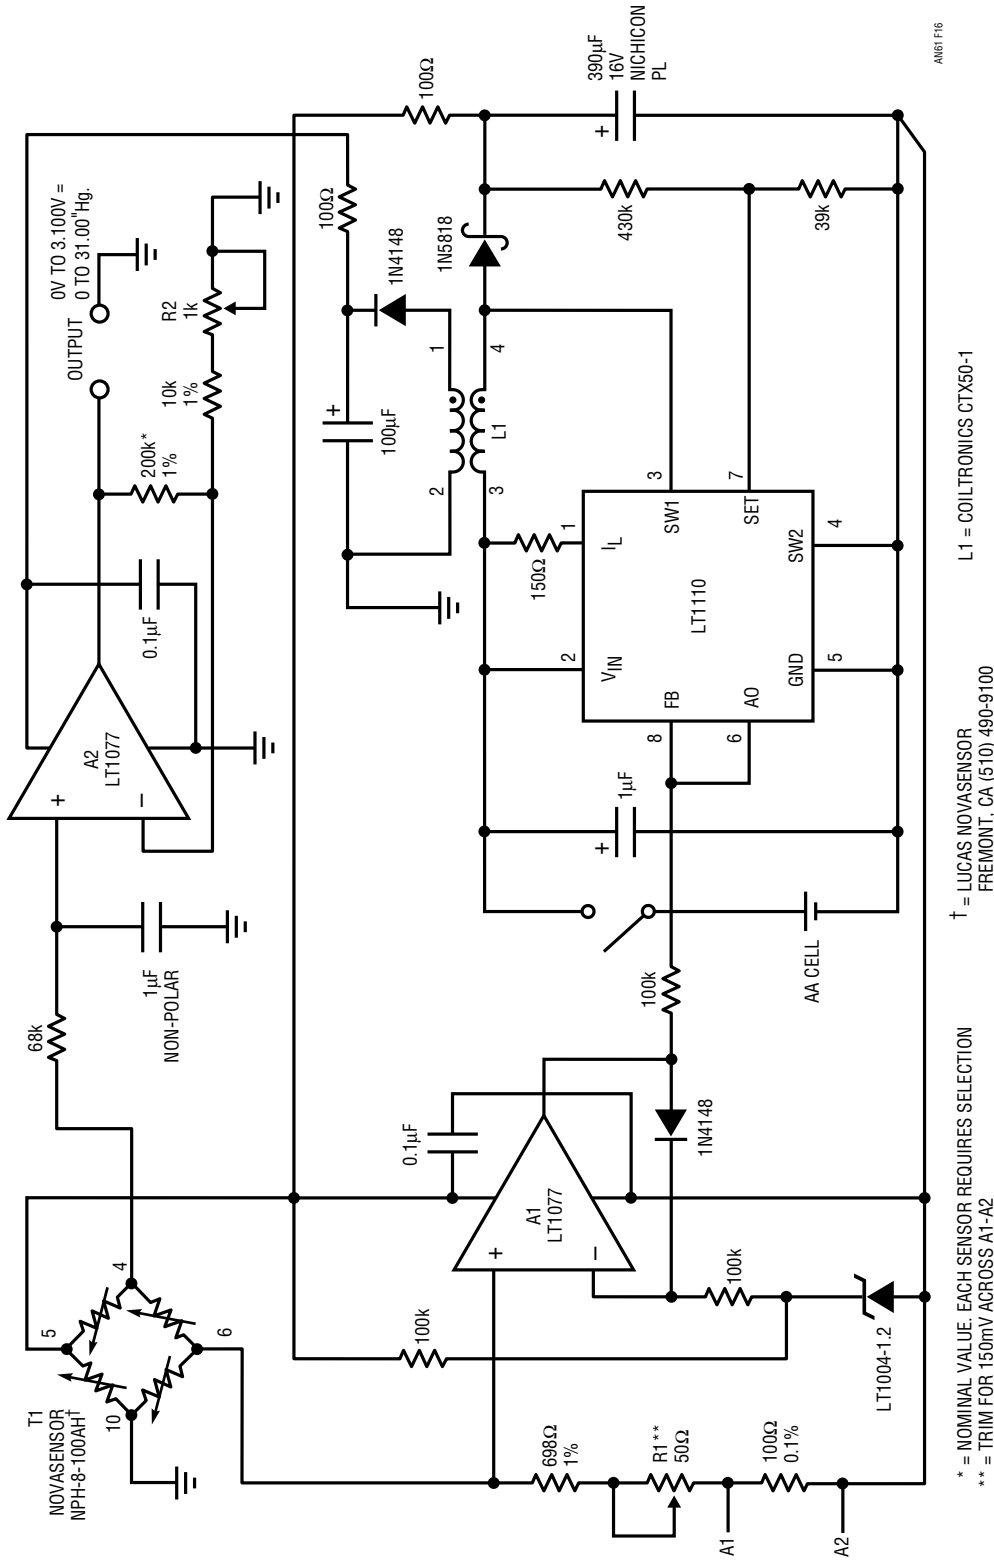 T1
NOVASENSOR
NPH-8-100AH†
5
4
10
6
68k
1µF
NON-POLAR
+
–
A2
LT1077
0.1µF
200k*
1%
OUTPUT
0V TO 3.100V =
0 TO 31.00"Hg.
10k
1%
R2
1k
100Ω
100Ω
+
100µF
1N4148
1
2
L1
3
4
1N5818
390µF
16V
NICHICON
PL
+
430k
39k
150Ω
1
IL
2
VIN
3
SW1
7
SET
LT1110
FB
8
AO
6
GND
5
SW2
4
1µF
+
AA CELL
100k
0.1µF
A1
LT1077
+
–
1N4148
100k
100k
LT1004-1.2
698Ω
1%
R1**
50Ω
100Ω
0.1%
A1
A2
* = NOMINAL VALUE. EACH SENSOR REQUIRES SELECTION
** = TRIM FOR 150mV ACROSS A1-A2
† = LUCAS NOVASENSOR
FREMONT, CA (510) 490-9100
L1 = COILTRONICS CTX50-1
AN61 F16